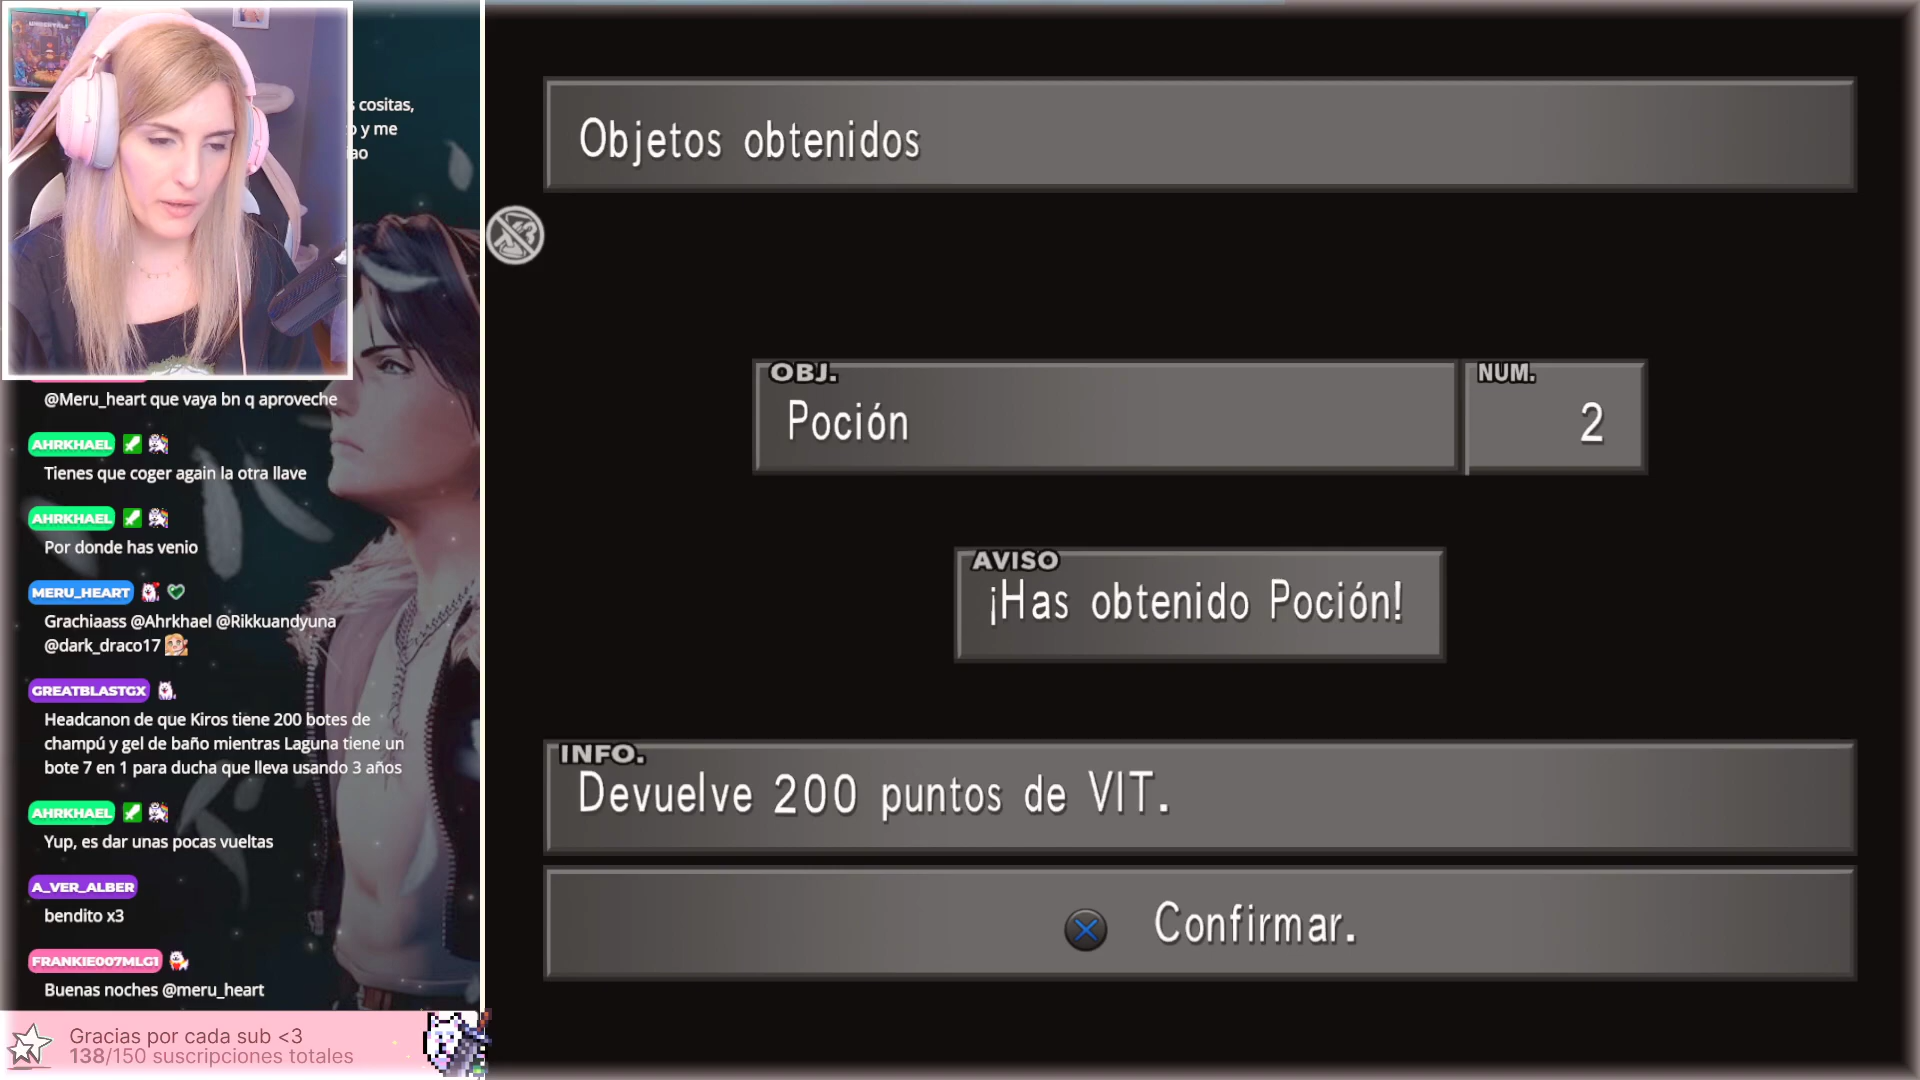 s cositas,
o y me
ao
@Meru_heart que vaya bn q aproveche
AHRKHAEL
Tienes que coger again la otra llave
AHRKHAEL
Por donde has venio
MERU_HEART
Grachiaass @Ahrkhael @Rikkuandyuna
@dark_draco17
GREATBLASTGX
Headcanon de que Kiros tiene 200 botes de
champú y gel de baño mientras Laguna tiene un
bote 7 en 1 para ducha que lleva usando 3 años
AHRKHAEL
Yup, es dar unas pocas vueltas
A_VER_ALBER
bendito x3
FRANKIE007MLG1
Buenas noches @meru_heart
Gracias por cada sub <3
138/150 suscripciones totales
Objetos obtenidos
OBJ.
Poción
NUM.
2
AVISO
¡Has obtenido Poción!
INFO.
Devuelve 200 puntos de VIT.
Confirmar.